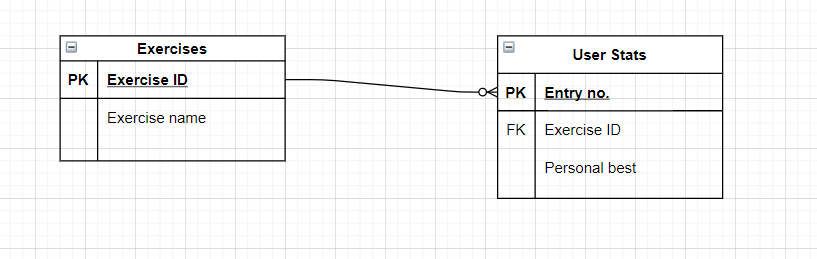 Exercises
PK Exercise ID
Exercise name
User Stats
PK Entry no.
FK Exercise ID
Personal best